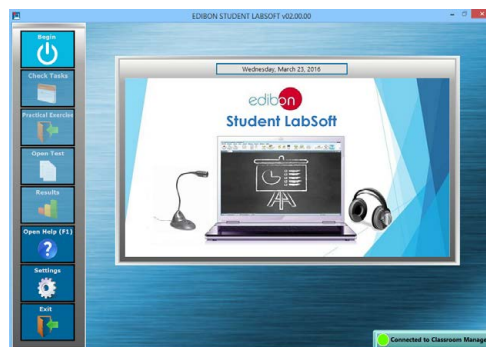 EDIBON STUDENT LABSOFT v02.00.00
Begin
Check Tasks
Practical Exercise
Open Test
Results
Open Help (F1)
?
Settings
Exit
Wednesday, March 23, 2016
edibon
Student LabSoft
Connected to Classroom Manage